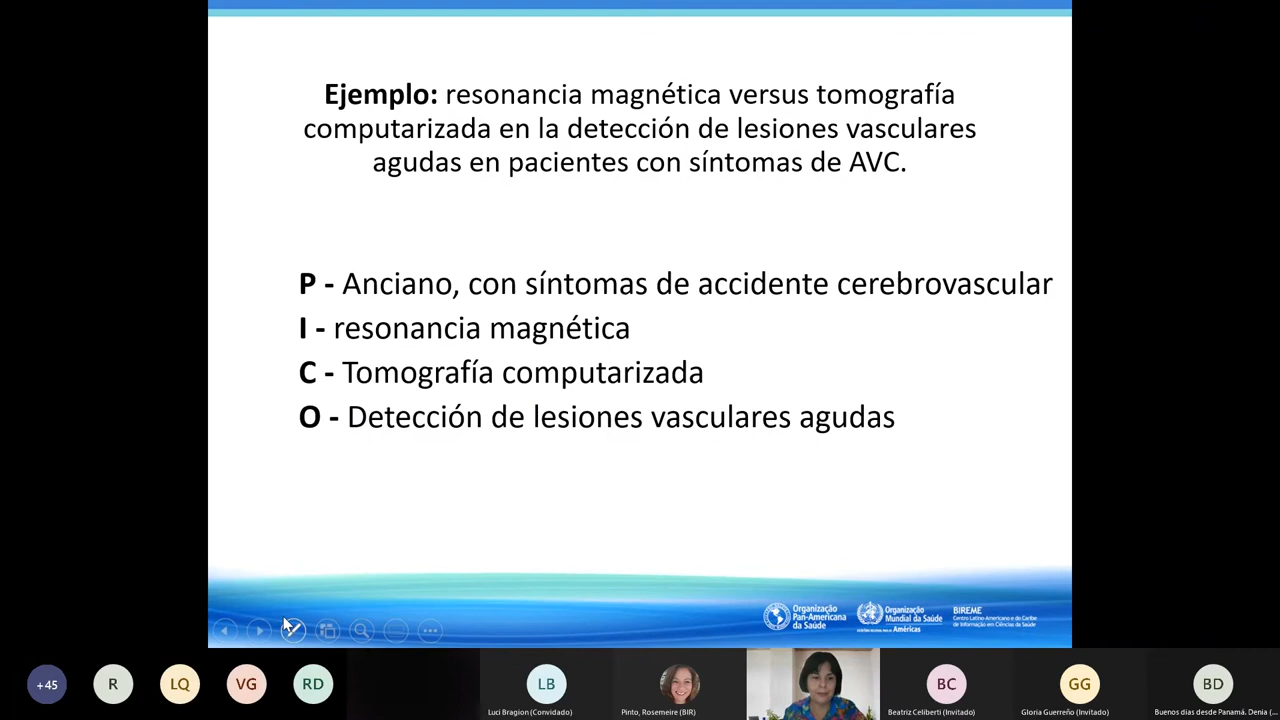 Ejemplo: resonancia magnética versus tomografía
computarizada en la detección de lesiones vasculares
agudas en pacientes con síntomas de AVC.
P - Anciano, con síntomas de accidente cerebrovascular
I - resonancia magnética
C - Tomografía computarizada
O - Detección de lesiones vasculares agudas
Organização
Pan-Americana
da Saúde
Organização
Mundial da Saúde
Américas
BIREME
Centro Latino-Americano e do Caribe
de Informação em Ciências da Saúde
+45
R
LQ
VG
RD
LB
BC
GG
BD
Luci Bragion (Convidado)
Pinto, Rosemeire (BIR)
Beatriz Celiberti (Invitado)
Gloria Guerreño (Invitado)
Buenos dias desde Panamá. Denia (...